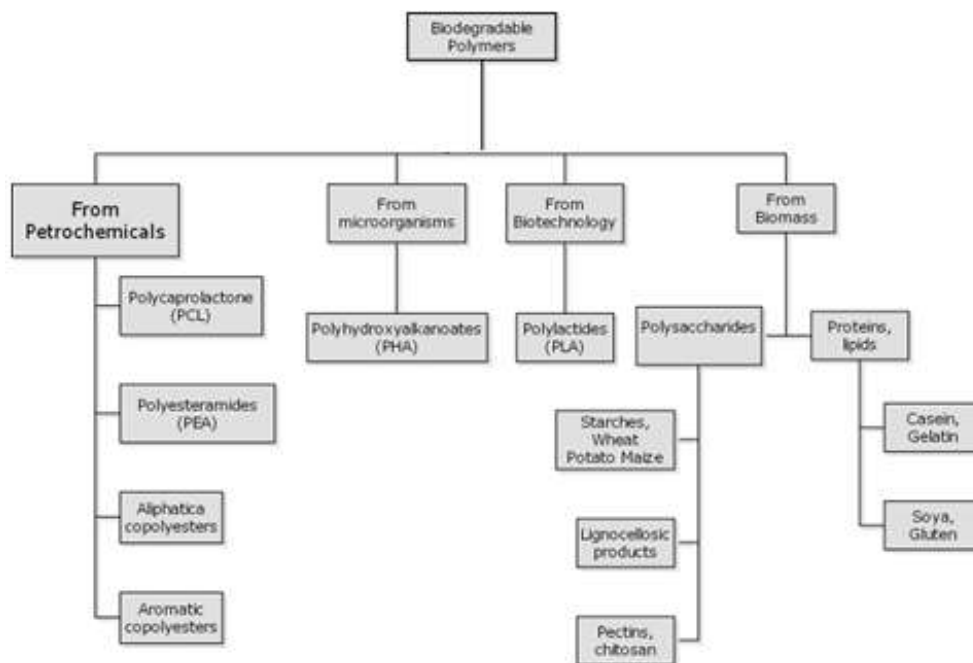 Biodegradable
Polymers
From
Petrochemicals
From
microorganisms
From
Biotechnology
From
Biomass
Polycaprolactone
(PCL)
Polyhydroxyalkanoates
(PHA)
Polylactides
(PLA)
Polysaccharides
Proteins,
lipids
Polyesteramides
(PEA)
Starches,
Wheat
Potato Maize
Casein,
Gelatin
Aliphatica
copolyesters
Lignocellosic
products
Soya,
Gluten
Aromatic
copolyesters
Pectins,
chitosan